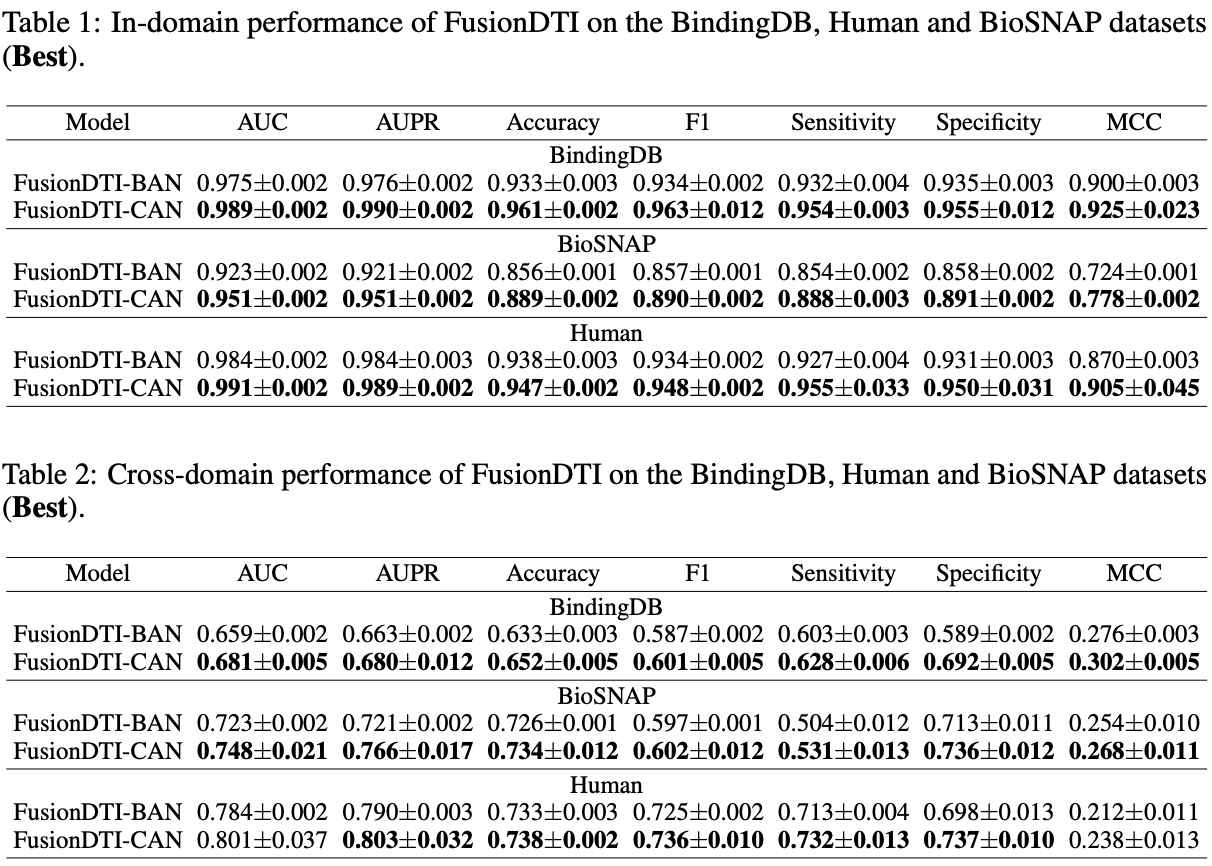 Table 1: In-domain performance of FusionDTI on the BindingDB, Human and BioSNAP datasets
(Best).
Model AUC AUPR Accuracy F1 Sensitivity Specificity MCC
BindingDB
FusionDTI-BAN 0.975±0.002 0.976±0.002 0.933±0.003 0.934±0.002 0.932±0.004 0.935±0.003 0.900±0.003
FusionDTI-CAN 0.989±0.002 0.990±0.002 0.961±0.002 0.963±0.012 0.954±0.003 0.955±0.012 0.925±0.023
BioSNAP
FusionDTI-BAN 0.923±0.002 0.921±0.002 0.856±0.001 0.857±0.001 0.854±0.002 0.858±0.002 0.724±0.001
FusionDTI-CAN 0.951±0.002 0.951±0.002 0.889±0.002 0.890±0.002 0.888±0.003 0.891±0.002 0.778±0.002
Human
FusionDTI-BAN 0.984±0.002 0.984±0.003 0.938±0.003 0.934±0.002 0.927±0.004 0.931±0.003 0.870±0.003
FusionDTI-CAN 0.991±0.002 0.989±0.002 0.947±0.002 0.948±0.002 0.955±0.033 0.950±0.031 0.905±0.045
Table 2: Cross-domain performance of FusionDTI on the BindingDB, Human and BioSNAP datasets
(Best).
Model AUC AUPR Accuracy F1 Sensitivity Specificity MCC
BindingDB
FusionDTI-BAN 0.659±0.002 0.663±0.002 0.633±0.003 0.587±0.002 0.603±0.003 0.589±0.002 0.276±0.003
FusionDTI-CAN 0.681±0.005 0.680±0.012 0.652±0.005 0.601±0.005 0.628±0.006 0.692±0.005 0.302±0.005
BioSNAP
FusionDTI-BAN 0.723±0.002 0.721±0.002 0.726±0.001 0.597±0.001 0.504±0.012 0.713±0.011 0.254±0.010
FusionDTI-CAN 0.748±0.021 0.766±0.017 0.734±0.012 0.602±0.012 0.531±0.013 0.736±0.012 0.268±0.011
Human
FusionDTI-BAN 0.784±0.002 0.790±0.003 0.733±0.003 0.725±0.002 0.713±0.004 0.698±0.013 0.212±0.011
FusionDTI-CAN 0.801±0.037 0.803±0.032 0.738±0.002 0.736±0.010 0.732±0.013 0.737±0.010 0.238±0.013